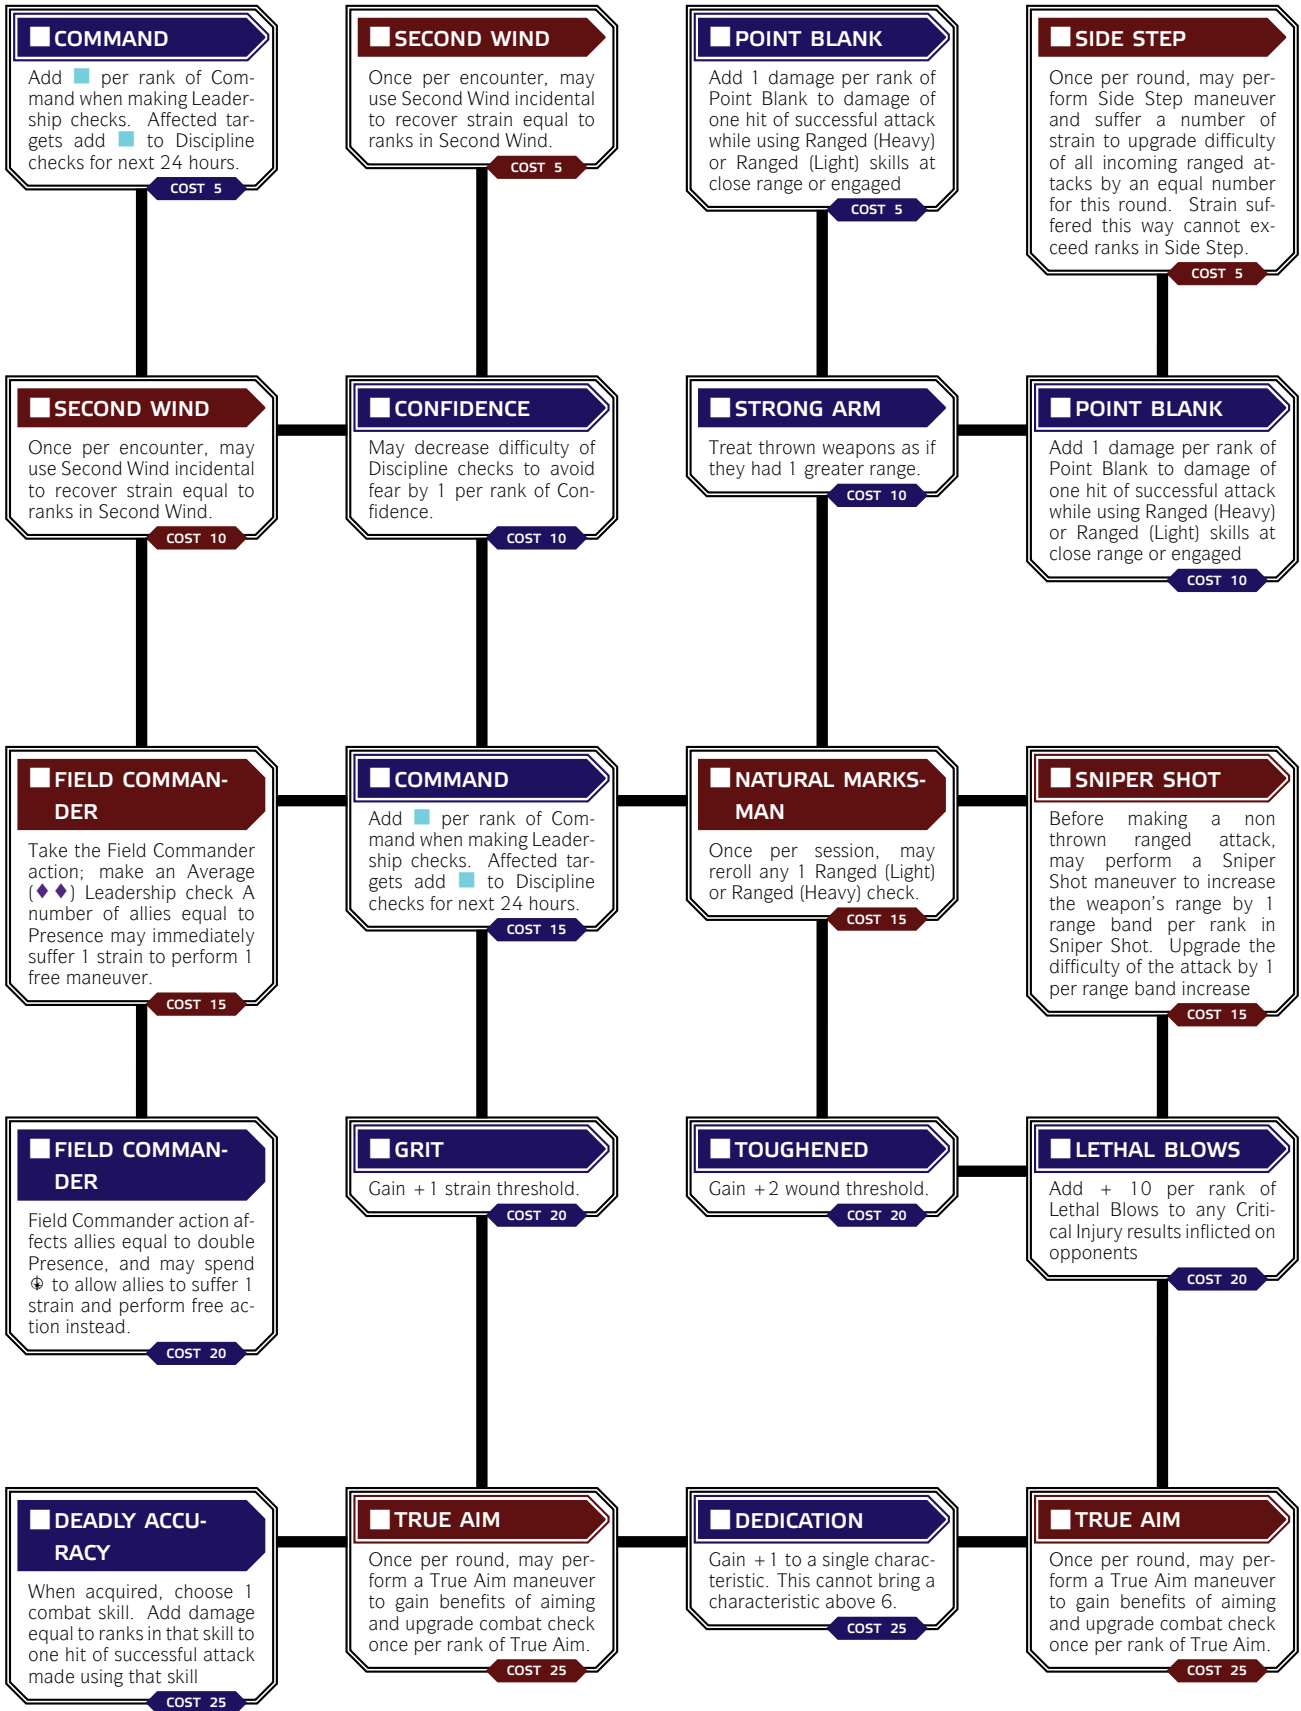 COMMAND
Add per rank of Com-
mand when making Leader-
ship checks. Affected tar-
gets add to Discipline
checks for next 24 hours.
COST 5
SECOND WIND
Once per encounter, may
use Second Wind incidental
to recover strain equal to
ranks in Second Wind.
COST 5
POINT BLANK
Add 1 damage per rank of
Point Blank to damage of
one hit of successful attack
while using Ranged (Heavy)
or Ranged (Light) skills at
close range or engaged
COST 5
SIDE STEP
Once per round, may per-
form Side Step maneuver
and suffer a number of
strain to upgrade difficulty
of all incoming ranged at-
tacks by an equal number
for this round. Strain suf-
fered this way cannot ex-
ceed ranks in Side Step.
COST 5
SECOND WIND
Once per encounter, may
use Second Wind incidental
to recover strain equal to
ranks in Second Wind.
COST 10
CONFIDENCE
May decrease difficulty of
Discipline checks to avoid
fear by 1 per rank of Con-
fidence.
COST 10
STRONG ARM
Treat thrown weapons as if
they had 1 greater range.
COST 10
POINT BLANK
Add 1 damage per rank of
Point Blank to damage of
one hit of successful attack
while using Ranged (Heavy)
or Ranged (Light) skills at
close range or engaged
COST 10
FIELD COMMAN-
DER
Take the Field Commander
action; make an Average
(♦ ♦) Leadership check A
number of allies equal to
Presence may immediately
suffer 1 strain to perform 1
free maneuver.
COST 15
COMMAND
Add per rank of Com-
mand when making Leader-
ship checks. Affected tar-
gets add to Discipline
checks for next 24 hours.
COST 15
NATURAL MARKS-
MAN
Once per session, may
reroll any 1 Ranged (Light)
or Ranged (Heavy) check.
COST 15
SNIPER SHOT
Before making a non
thrown ranged attack,
may perform a Sniper
Shot maneuver to increase
the weapon's range by 1
range band per rank in
Sniper Shot. Upgrade the
difficulty of the attack by 1
per range band increase
COST 15
FIELD COMMAN-
DER
Field Commander action af-
fects allies equal to double
Presence, and may spend
to allow allies to suffer 1
strain and perform free ac-
tion instead.
COST 20
GRIT
Gain +1 strain threshold.
COST 20
TOUGHENED
Gain +2 wound threshold.
COST 20
LETHAL BLOWS
Add + 10 per rank of
Lethal Blows to any Criti-
cal Injury results inflicted on
opponents
COST 20
DEADLY ACCU-
RACY
When acquired, choose 1
combat skill. Add damage
equal to ranks in that skill to
one hit of successful attack
made using that skill
COST 25
TRUE AIM
Once per round, may per-
form a True Aim maneuver
to gain benefits of aiming
and upgrade combat check
once per rank of True Aim.
COST 25
DEDICATION
Gain +1 to a single charac-
teristic. This cannot bring a
characteristic above 6.
COST 25
TRUE AIM
Once per round, may per-
form a True Aim maneuver
to gain benefits of aiming
and upgrade combat check
once per rank of True Aim.
COST 25